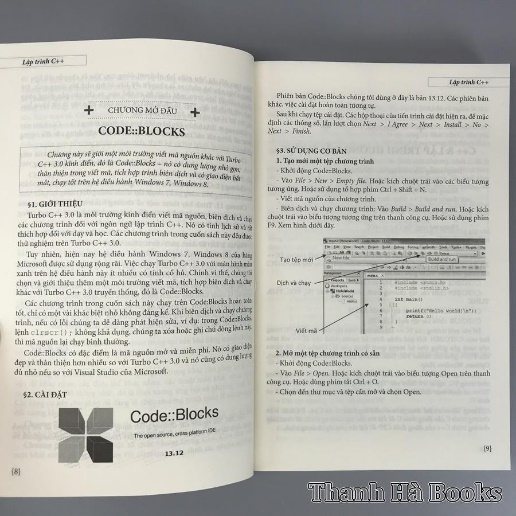 Lập trình C++
CHƯƠNG MỞ ĐẦU
CODE::BLOCKS
Chương này sẽ giới một môi trường viết mã nguồn khác với Turbo
C++ 3.0 kinh điển, đó là Code::Blocks – nó có dung lượng nhỏ gọn,
thân thiện trong viết mã, tích hợp trình biên dịch và có giao diện bắt
mắt, chạy tốt trên hệ điều hành Windows 7, Windows 8.
§1. GIỚI THIỆU
Turbo C++ 3.0 là môi trường kinh điển viết mã nguồn, biên dịch và chạy
các chương trình đối với ngôn ngữ lập trình C++. Nó có tính lịch sử và sự
thích hợp đối với dạy và học. Các chương trình trong cuốn sách này đều được
thử nghiệm trên Turbo C++ 3.0.
Tuy nhiên, hiện nay hệ điều hành Windows 7, Windows 8 của hãng
Microsoft được sử dụng rộng rãi. Việc chạy Turbo C++ 3.0 với màn hình màu
xanh trên hệ điều hành này ít nhiều có tính cổ hủ. Chính vì thế, chúng tôi
chọn và giới thiệu thêm một môi trường viết mã, tích hợp biên dịch và chạy
khác với Turbo C++ 3.0 truyền thống, đó là Code::Blocks.
Các chương trình trong cuốn sách này chạy trên Code::Blocks hoàn toàn
tốt, chỉ có một vài khác biệt nhỏ không đáng kể. Khi biên dịch và chạy chương
trình, nếu có lỗi chúng ta dễ dàng phát hiện sửa, ví dụ: trong Code::Blocks
lệnh clrscr(); không khả dụng, chúng ta xóa hoặc ghi chú dòng lệnh này,
thì mã nguồn lại chạy bình thường.
Code::Blocks có đặc điểm là mã nguồn mở và miễn phí. Nó có giao diện
đẹp và thân thiện hơn nhiều so với Turbo C++ 3.0 và nó cũng có dung lượng
đủ nhỏ nếu so với Visual Studio của Microsoft.
§2. CÀI ĐẶT
Code::Blocks
The open source, cross-platform IDE
13.12
{8}
Lập trình C++
Phiên bản Code::Blocks chúng tôi dùng ở đây là bản 13.12. Các phiên bản
khác việc cài đặt hoàn toàn tương tự.
Sau khi chạy tệp cài đặt. Các hộp thoại của tiến trình cài đặt hiện ra, để mặc
định các thông số, lần lượt chọn Next > I Agree > Next > Install > No >
Next > Finish.
§3. SỬ DỤNG CƠ BẢN
1. Tạo mới một tệp chương trình
- Khởi động Code::Blocks.
- Vào File > New > Empty file. Hoặc kích chuột trái vào các biểu tượng
tương ứng. Hoặc sử dụng tổ hợp phím Ctrl + Shift + N.
- Viết mã nguồn của chương trình.
Biên dịch và chạy chương trình: Vào Build > Build and run. Hoặc kích
chuột trái vào biểu tượng tương ứng trên thanh công cụ. Hoặc sử dụng phím
F9. Xem hình dưới đây.
Tạo tệp mới
Dịch và chạy
Viết mã
New file
Build and run
int main()
printf("Hello world!\n");
return
2. Mở một tệp chương trình có sẵn
- Khởi động Code::Blocks.
- Vào File > Open. Hoặc kích chuột trái vào biểu tượng Open trên thanh
công cụ. Hoặc dùng phím tắt Ctrl + O.
- Chọn đến thư mục và tệp cần mở và chọn Open.
{9}
Thanh Hà Books